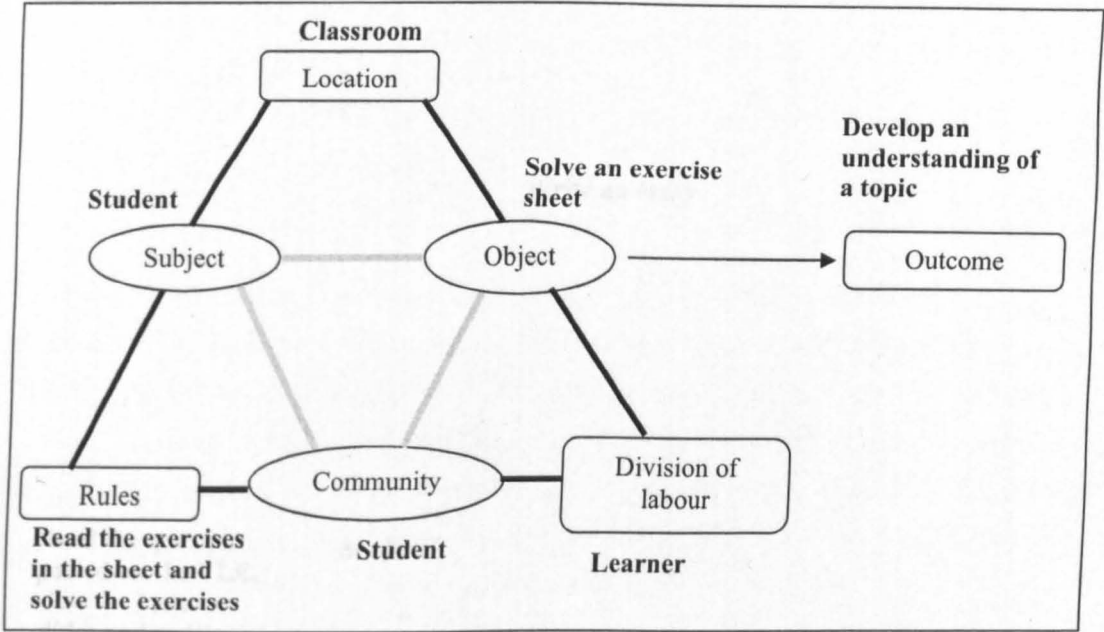 Classroom
Location
Develop an
understanding of
a topic
Solve an exercise
sheet
Student
Subject
Object
Outcome
Community
Division of
labour
Rules
Read the exercises
in the sheet and
solve the exercises
Student
Learner